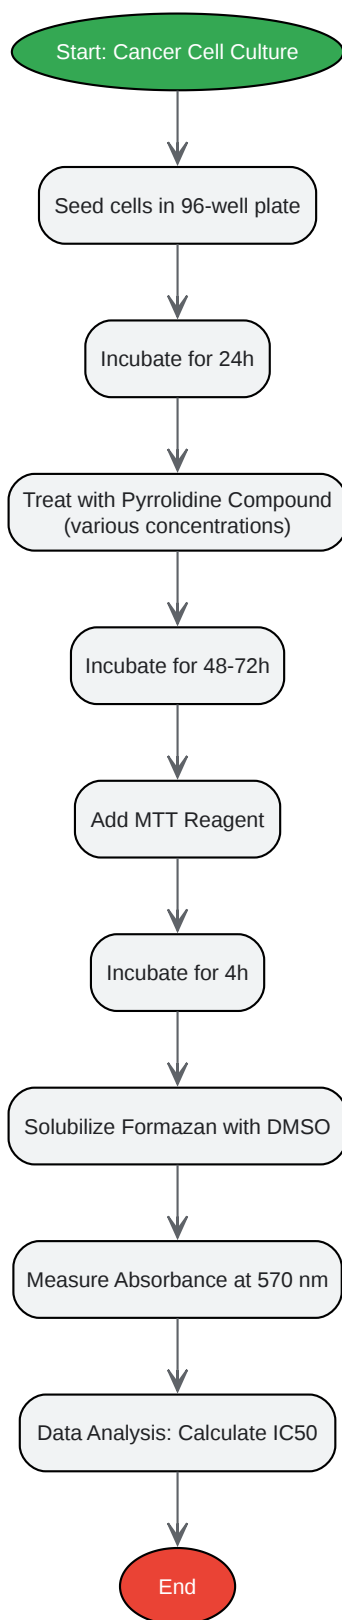 Start: Cancer Cell Culture
Seed cells in 96-well plate
Incubate for 24h
Treat with Pyrrolidine Compound
(various concentrations)
Incubate for 48-72h
Add MTT Reagent
Incubate for 4h
Solubilize Formazan with DMSO
Measure Absorbance at 570 nm
Data Analysis: Calculate IC50
End